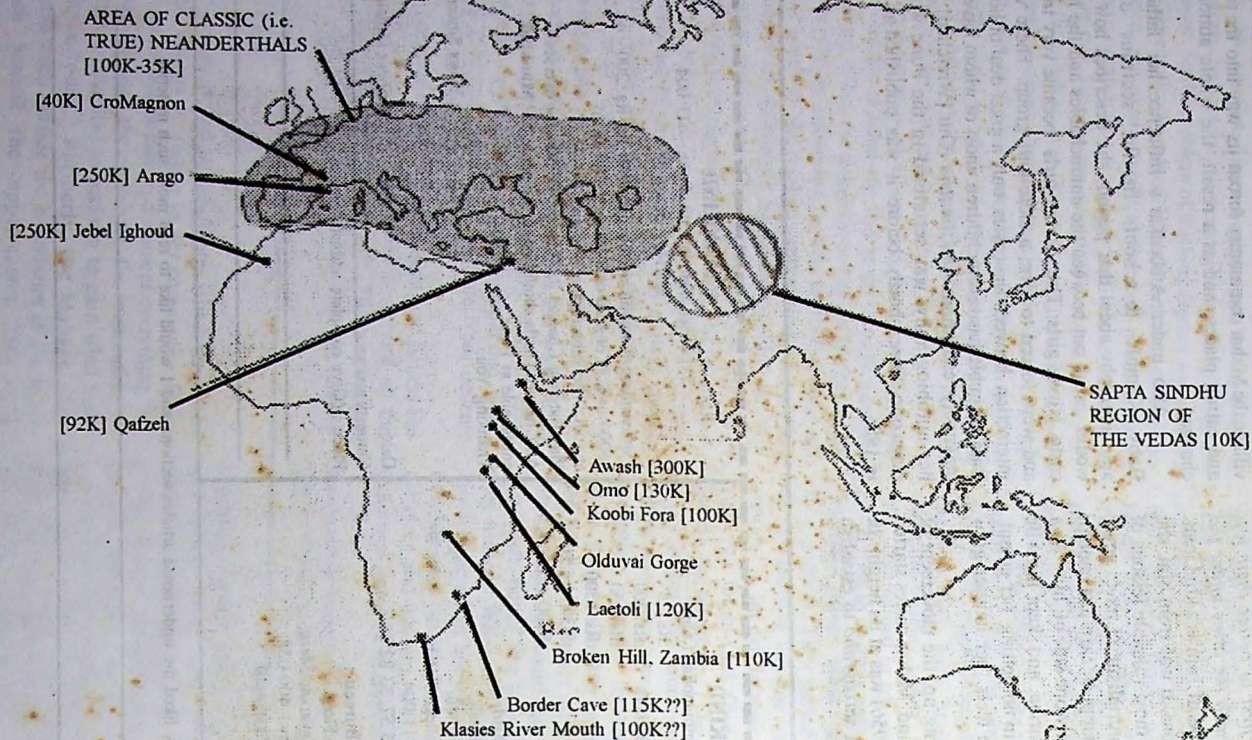 AREA OF CLASSIC (i.e.
TRUE) NEANDERTHALS
[100K-35K]
[40K] CroMagnon
[250K] Arago
[250K] Jebel Ighoud
[92K] Qafzeh
SAPTA SINDHU
REGION OF
THE VEDAS [10K]
Awash [300K]
Omo [130K]
Koobi Fora [100K]
Olduvai Gorge
Laetoli [120K]
Broken Hill, Zambia [110K]
Border Cave [115K??]
Klasies River Mouth [100K??]